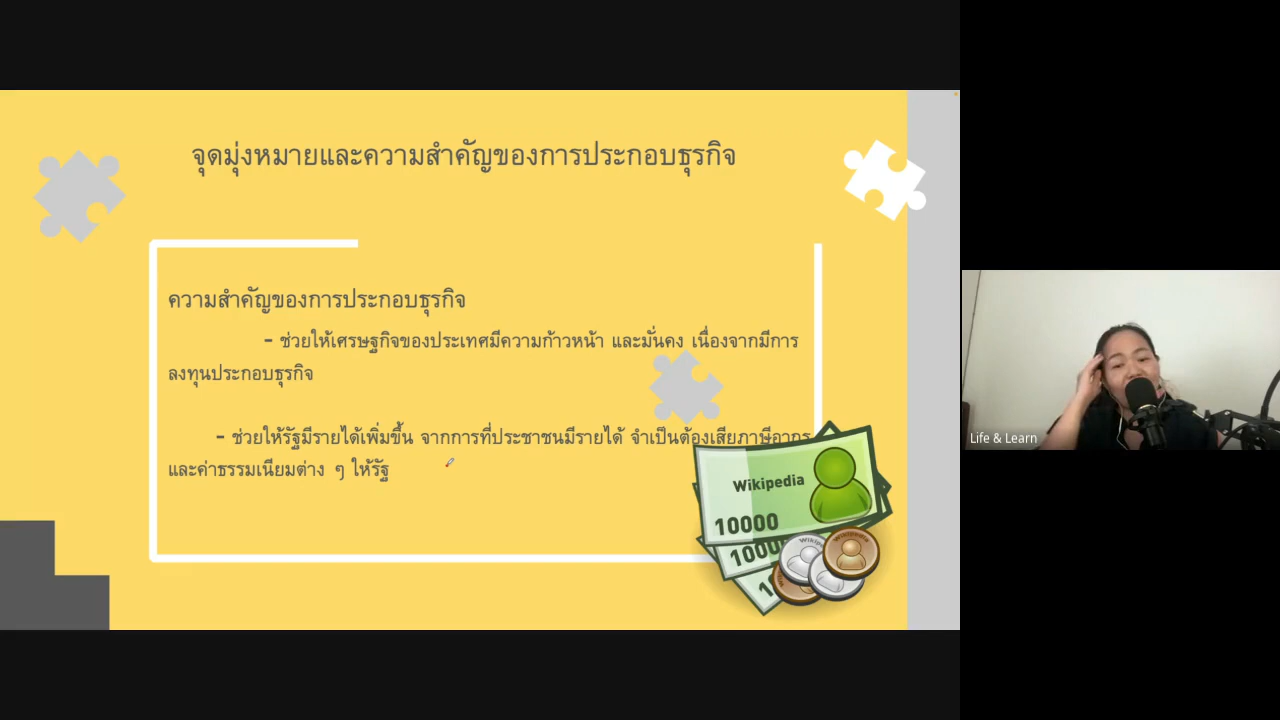 จุดมุ่งหมายและความสำคัญของการประกอบธุรกิจ
ความสำคัญของการประกอบธุรกิจ
- ช่วยให้เศรษฐกิจของประเทศมีความก้าวหน้า และมั่นคง เนื่องจากมีการ
ลงทุนประกอบธุรกิจ
- ช่วยให้รัฐมีรายได้เพิ่มขึ้น จากการที่ประชาชนมีรายได้ จำเป็นต้องเสียภาษีอากร
และค่าธรรมเนียมต่าง ๆ ให้รัฐ
Wikipedia
10000
Life & Learn